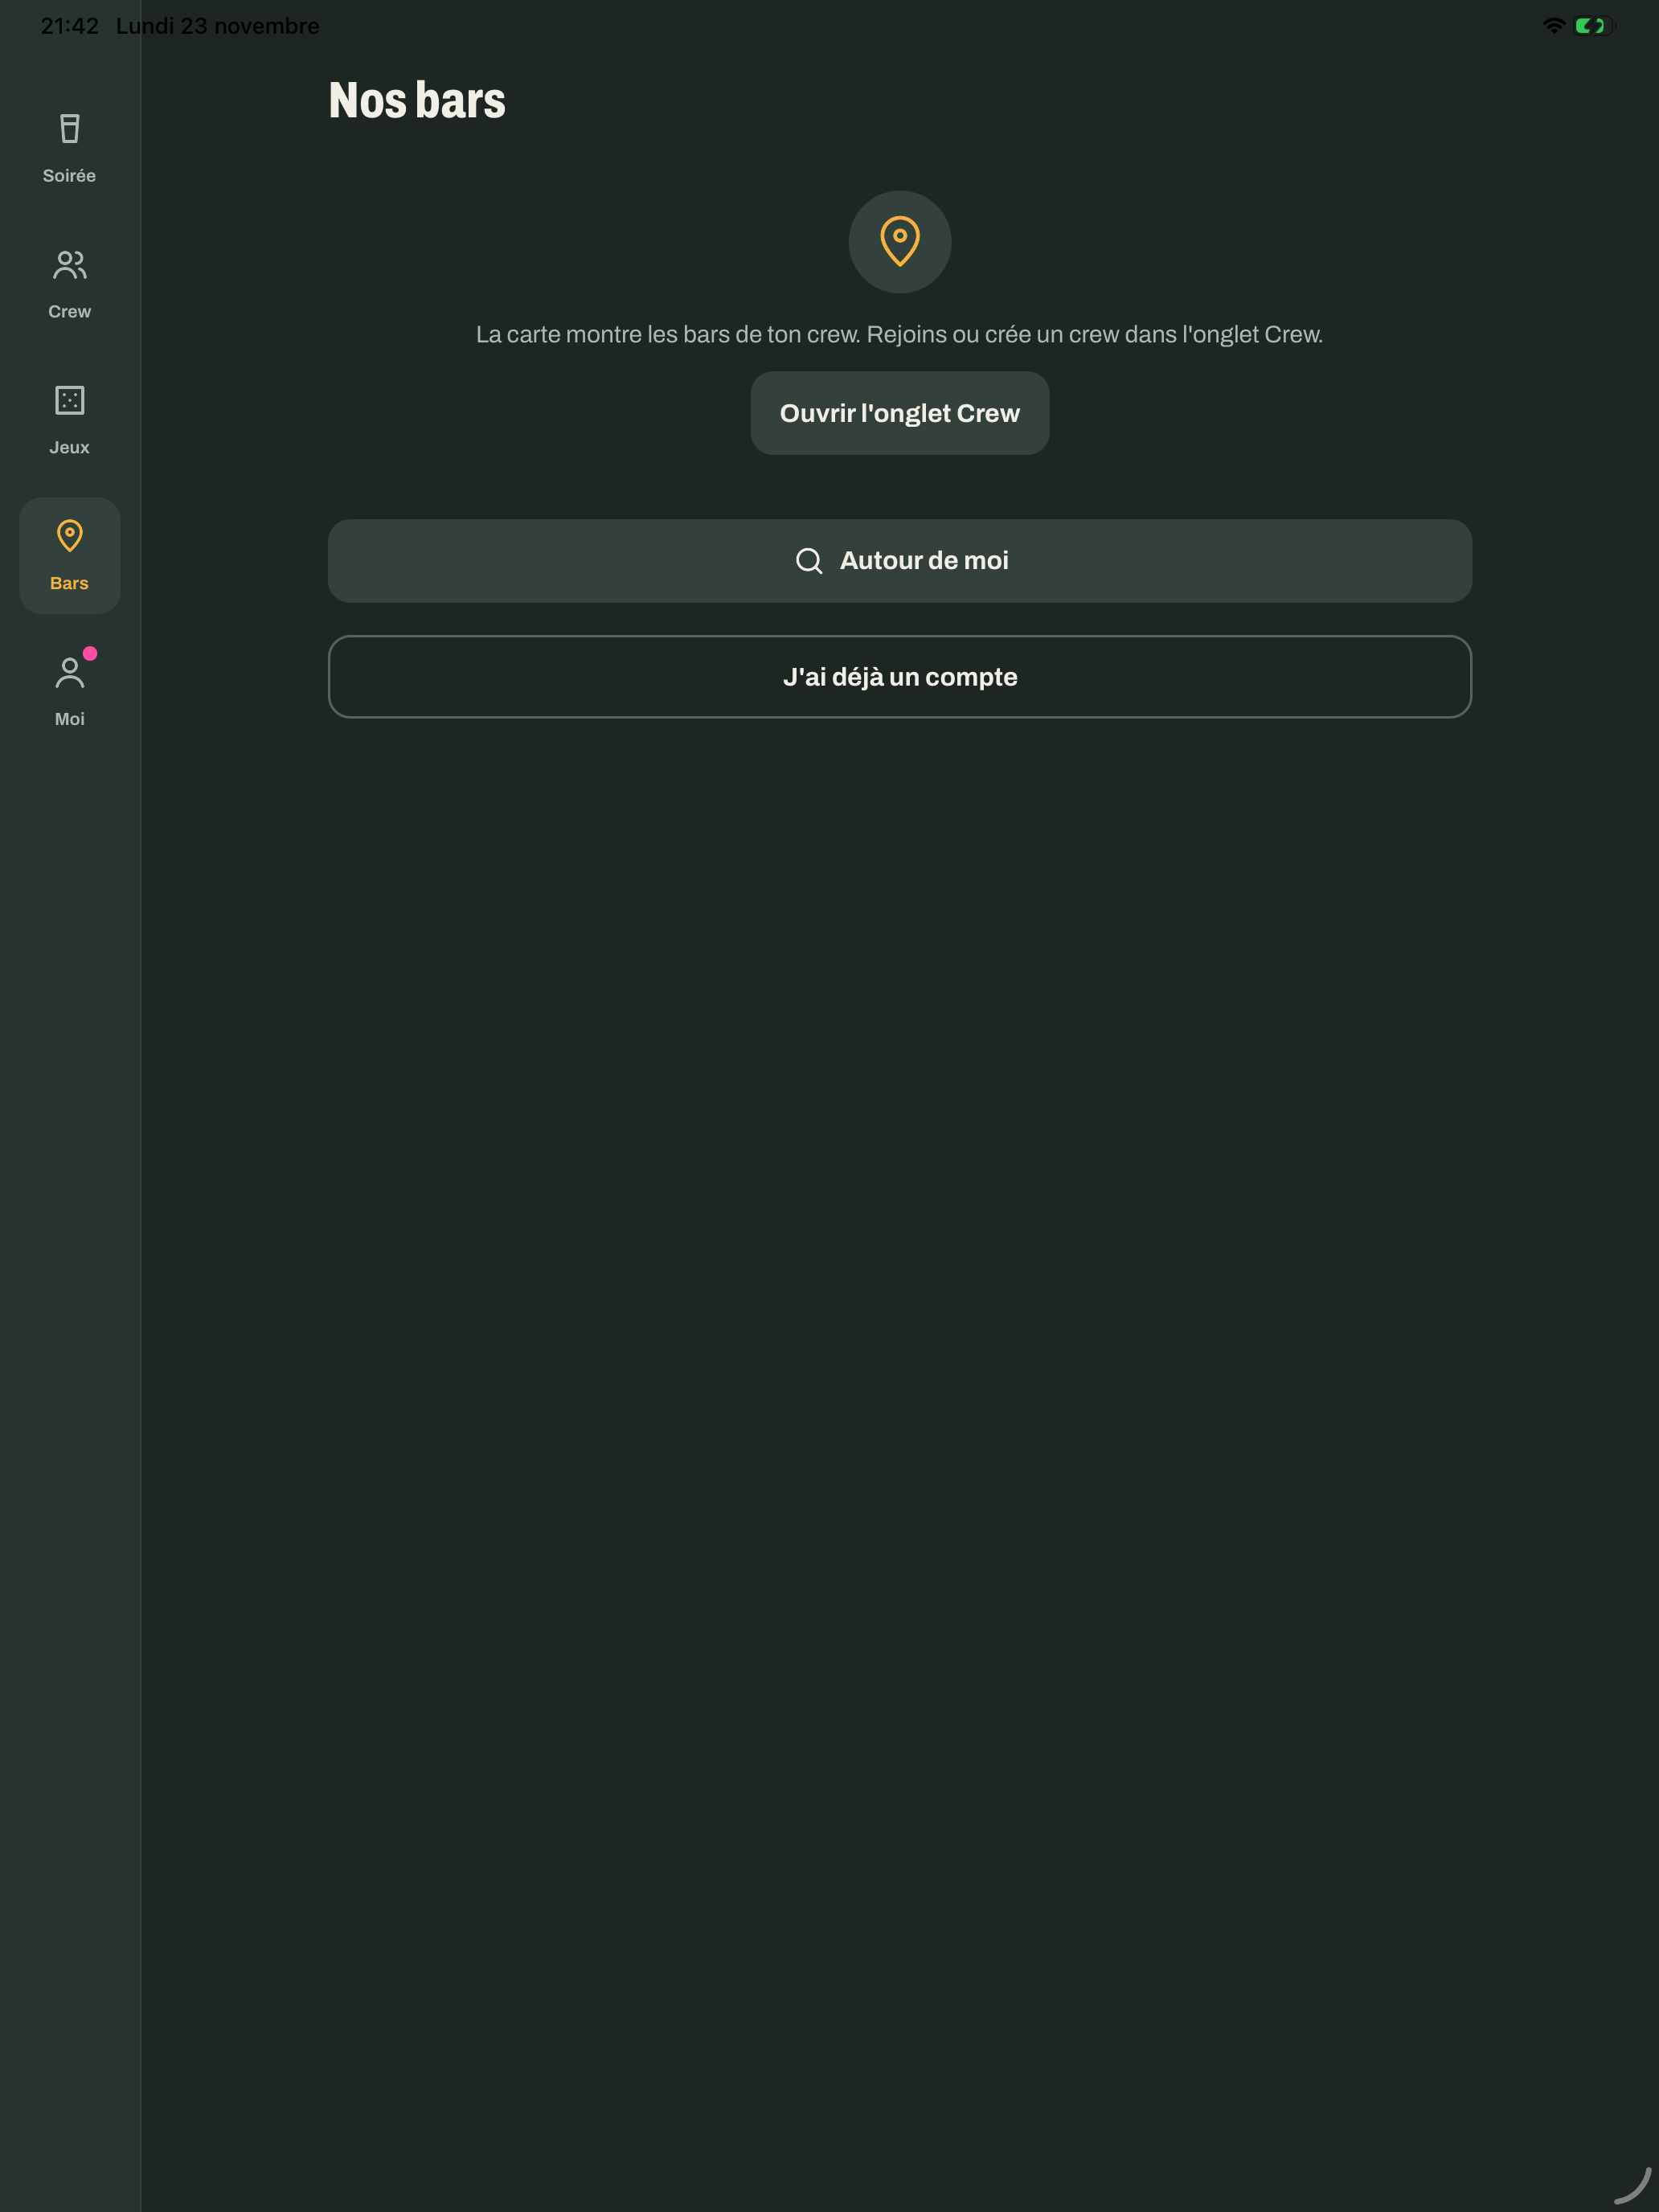 21:42 Lundi 23 novembre
Nos bars
Soirée
Crew
Jeux
Bars
Moi
La carte montre les bars de ton crew. Rejoins ou crée un crew dans l'onglet Crew.
Ouvrir l'onglet Crew
Autour de moi
J'ai déjà un compte